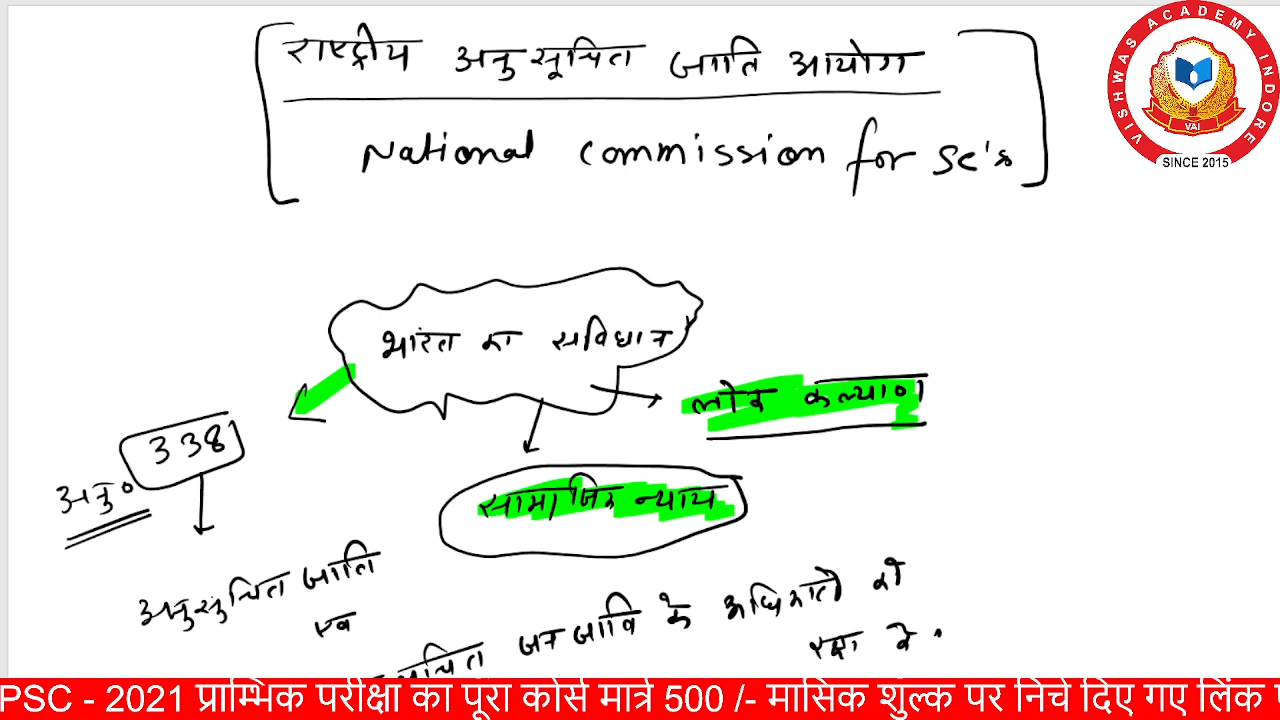 राष्ट्रीय अनुसूचित जाति आयोग
National commission for SC's
VISHWAS ACADEMY INDORE
VAI
SINCE 2015
भारत का सविधान
लोक कल्याण
338
अनु०
सामाजिक न्याय
अनुसुचित जाति
एव
जनजाति के अधिकारो की
रक्षा के
PSC - 2021 प्राम्भिक परीक्षा का पूरा कोर्स मात्र 500 /- मासिक शुल्क पर निचे दिए गए लिंक